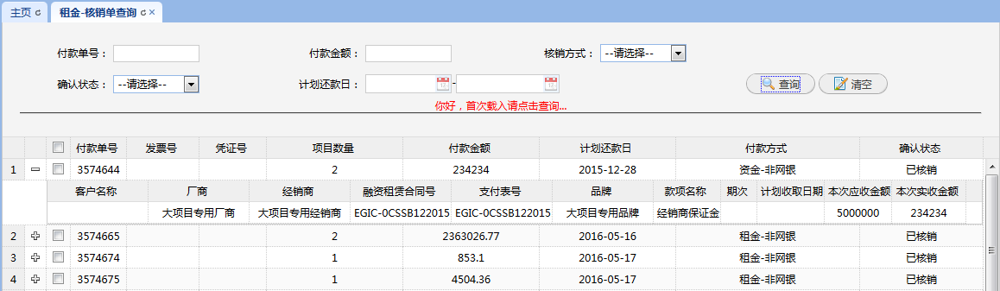 主页 租金-核销单查询
付款单号： 付款金额： 核销方式： --请选择--
确认状态： --请选择-- 计划还款日： - 查询 清空
你好，首次载入请点击查询...
付款单号 发票号 凭证号 项目数量 付款金额 计划还款日 付款方式 确认状态
1 3574644 2 234234 2015-12-28 资金-非网银 已核销
客户名称 厂商 经销商 融资租赁合同号 支付表号 品牌 款项名称 期次 计划收取日期 本次应收金额 本次实收金额
大项目专用厂商 大项目专用经销商 EGIC-0CSSB122015 EGIC-0CSSB122015 大项目专用品牌 经销商保证金 5000000 234234
2 3574665 2 2363026.77 2016-05-16 租金-非网银 已核销
3 3574674 1 853.1 2016-05-17 租金-非网银 已核销
4 3574675 1 4504.36 2016-05-17 租金-非网银 已核销